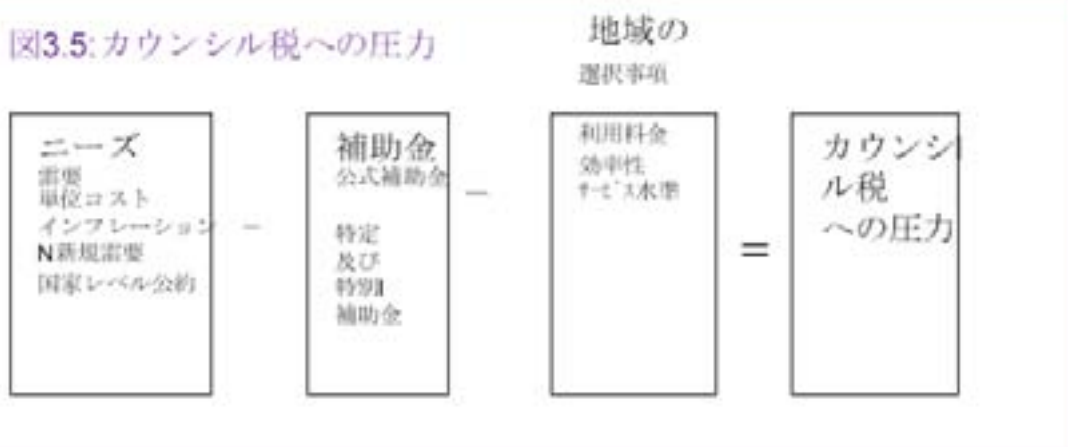 図3.5:カウンシル税への圧力
地域の
選択事項
ニーズ
需要
単位コスト
インフレーション
N新規需要
国家レベル公約
－
補助金
公式補助金
特定
及び
特別
補助金
－
利用料金
効率性
ｻｰﾋﾞｽ水準
=
カウンシ
ル税
への圧力